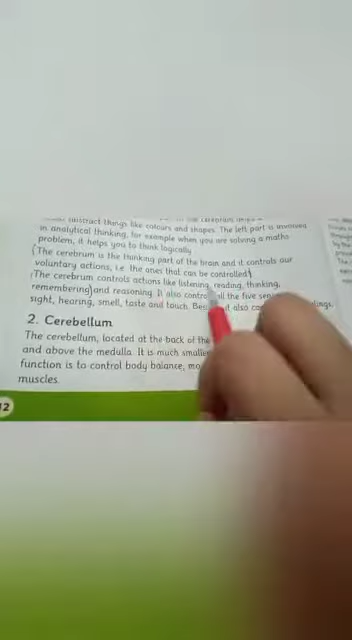 abstract things like colours and shapes. The left part is involved
in analytical thinking, for example when you are solving a maths
problem, it helps you to think logically.
(The cerebrum is the thinking part of the brain and it controls our
voluntary actions, i.e. the ones that can be controlled)
(The cerebrum controls actions like listening, reading, thinking,
remembering) and reasoning. It also controls all the five
sight, hearing, smell, taste and touch. also
2. Cerebellum
The cerebellum, located at the back of the
and above the medulla. It is much smaller
function is to control body balance,
muscles.